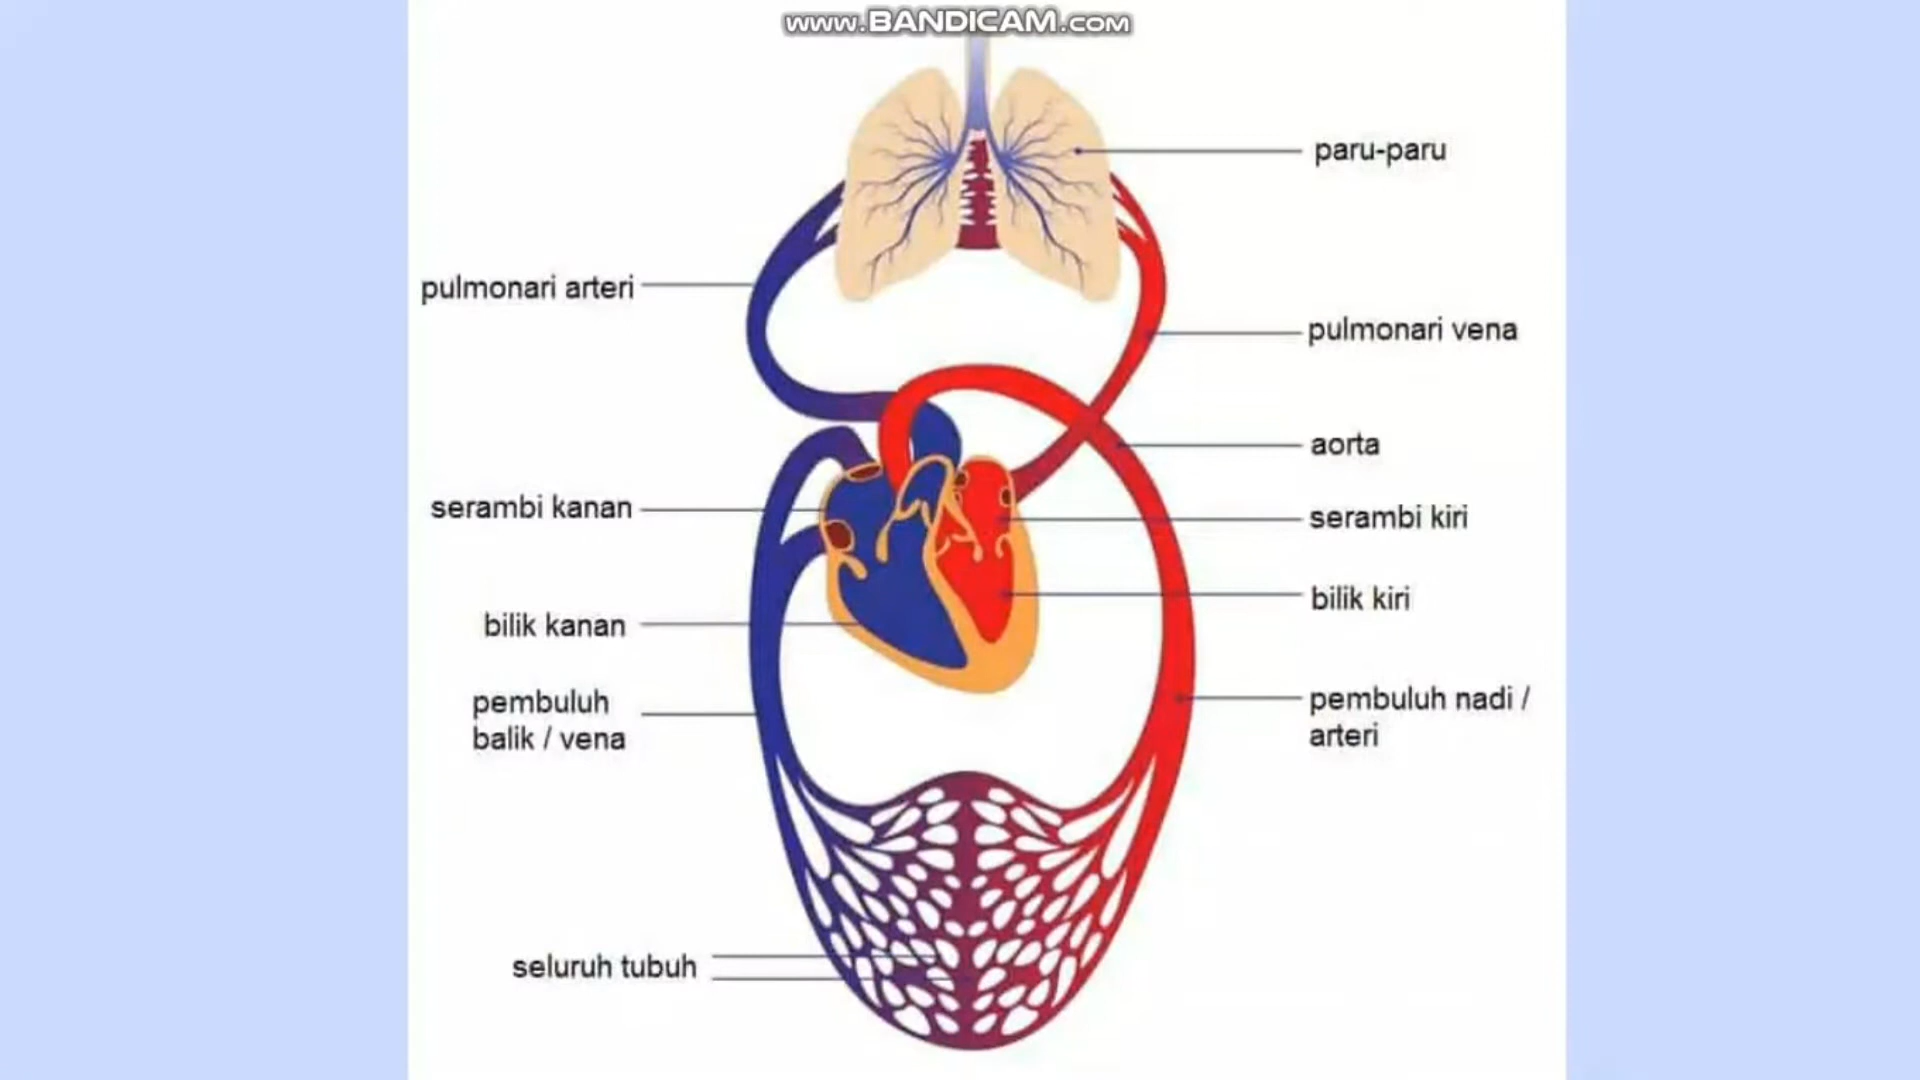 www.BANDICAM.com
paru-paru
pulmonari arteri
pulmonari vena
aorta
serambi kanan
serambi kiri
bilik kiri
bilik kanan
pembuluh
balik / vena
pembuluh nadi /
arteri
seluruh tubuh